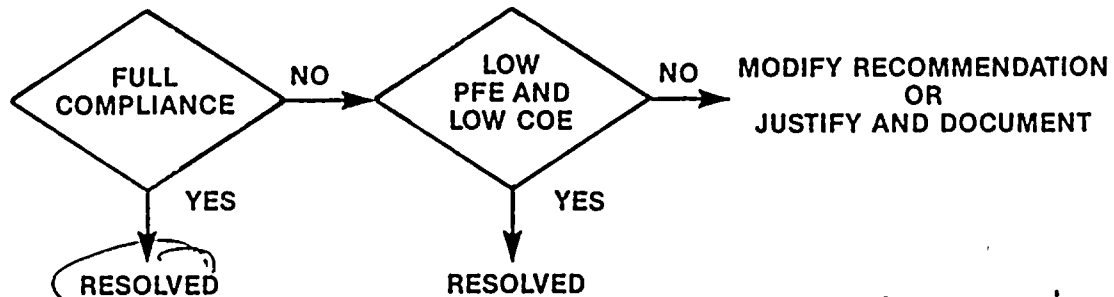 FULL
COMPLIANCE
NO
LOW
PFE AND
LOW COE
NO
MODIFY RECOMMENDATION
OR
JUSTIFY AND DOCUMENT
YES
YES
RESOLVED
RESOLVED